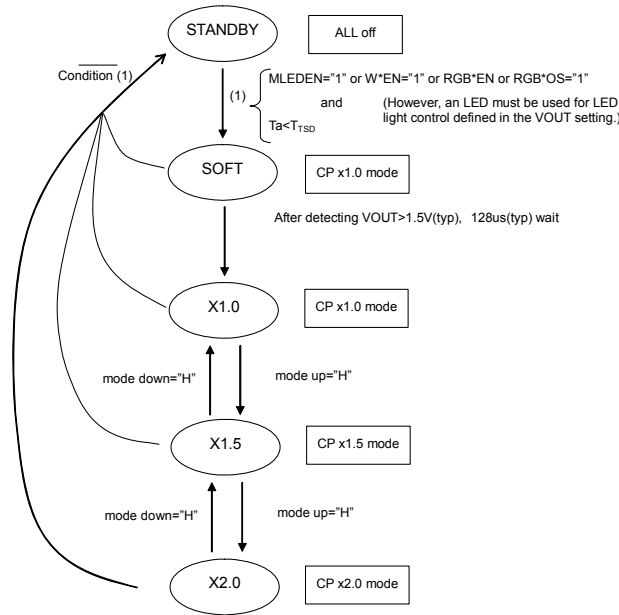 STANDBY
ALL off
Condition (1)
(1)
MLEDEN="1" or W*EN="1" or RGB*EN or RGB*OS="1"
and (However, an LED must be used for LED
Ta<TTSD light control defined in the VOUT setting.)
SOFT
CP x1.0 mode
After detecting VOUT>1.5V(typ), 128us(typ) wait
X1.0
CP x1.0 mode
mode down="H"
mode up="H"
X1.5
CP x1.5 mode
mode down="H"
mode up="H"
X2.0
CP x2.0 mode